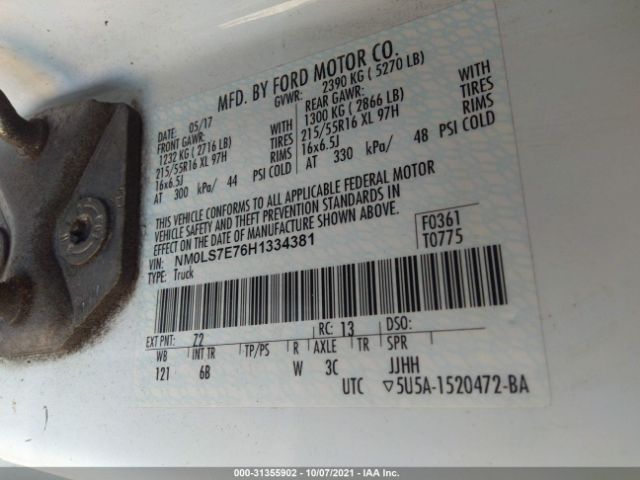 MFD. BY FORD MOTOR CO.
DATE: 05/17 GVWR: 2390 KG ( 5270 LB)
FRONT GAWR: REAR GAWR: WITH
1232 KG ( 2716 LB) WITH 1300 KG ( 2866 LB) TIRES
215/55R16 XL 97H TIRES 215/55R16 XL 97H RIMS
16x6.5J RIMS 16x6.5J
AT 300 kPa/ 44 PSI COLD AT 330 kPa/ 48 PSI COLD
THIS VEHICLE CONFORMS TO ALL APPLICABLE FEDERAL MOTOR
VEHICLE SAFETY AND THEFT PREVENTION STANDARDS IN
EFFECT ON THE DATE OF MANUFACTURE SHOWN ABOVE.
VIN: NM0LS7E76H1334381 F0361
TYPE: Truck T0775
EXT PNT: Z2 RC: 13 DSO:
WB INT TR TP/PS R AXLE TR SPR
121 6B W 3C JJHH
UTC ▽5U5A-1520472-BA
000-31355902 - 10/07/2021 - IAA Inc.